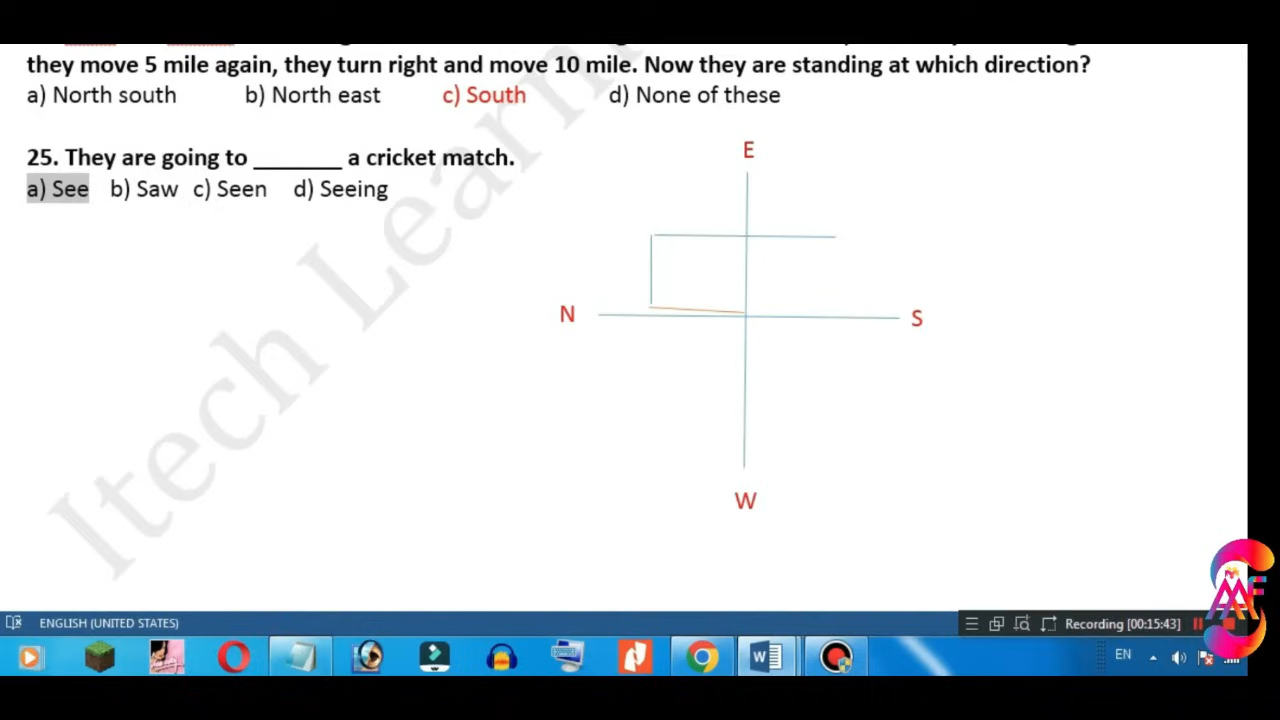 they move 5 mile again, they turn right and move 10 mile. Now they are standing at which direction?
a) North south b) North east c) South d) None of these
25. They are going to _______ a cricket match.
a) See b) Saw c) Seen d) Seeing
E
N
S
W
Itech Learn
ENGLISH (UNITED STATES)
Recording [00:15:43]
EN